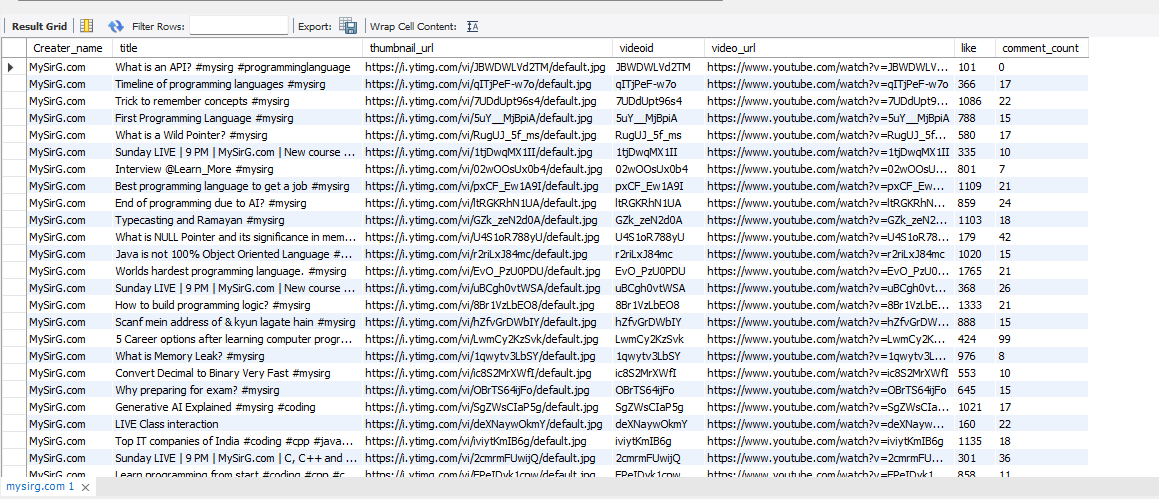 Result Grid Filter Rows: Export: Wrap Cell Content:
Creater_name title thumbnail_url videoid video_url like comment_count
MySirG.com What is an API? #mysirg #programminglanguage https://i.ytimg.com/vi/JBWDWLVd2TM/default.jpg JBWDWLVd2TM https://www.youtube.com/watch?v=JBWDWLV... 101 0
MySirG.com Timeline of programming languages #mysirg https://i.ytimg.com/vi/qITjPeF-w7o/default.jpg qITjPeF-w7o https://www.youtube.com/watch?v=qITjPeF-w7o 366 17
MySirG.com Trick to remember concepts #mysirg https://i.ytimg.com/vi/7UDdUpt96s4/default.jpg 7UDdUpt96s4 https://www.youtube.com/watch?v=7UDdUpt9... 1086 22
MySirG.com First Programming Language #mysirg https://i.ytimg.com/vi/5uY__MjBpiA/default.jpg 5uY__MjBpiA https://www.youtube.com/watch?v=5uY__MjBpiA 788 15
MySirG.com What is a Wild Pointer? #mysirg https://i.ytimg.com/vi/RugUJ_5f_ms/default.jpg RugUJ_5f_ms https://www.youtube.com/watch?v=RugUJ_5f... 580 17
MySirG.com Sunday LIVE | 9 PM | MySirG.com | New course ... https://i.ytimg.com/vi/1tjDwqMX1II/default.jpg 1tjDwqMX1II https://www.youtube.com/watch?v=1tjDwqMX1II 335 10
MySirG.com Interview @Learn_More #mysirg https://i.ytimg.com/vi/02wOOsUx0b4/default.jpg 02wOOsUx0b4 https://www.youtube.com/watch?v=02wOOsU... 801 7
MySirG.com Best programming language to get a job #mysirg https://i.ytimg.com/vi/pxCF_Ew1A9I/default.jpg pxCF_Ew1A9I https://www.youtube.com/watch?v=pxCF_Ew... 1109 21
MySirG.com End of programming due to AI? #mysirg https://i.ytimg.com/vi/ltRGKRhN1UA/default.jpg ltRGKRhN1UA https://www.youtube.com/watch?v=ltRGKRhN... 859 24
MySirG.com Typecasting and Ramayan #mysirg https://i.ytimg.com/vi/GZk_zeN2d0A/default.jpg GZk_zeN2d0A https://www.youtube.com/watch?v=GZk_zeN... 1103 18
MySirG.com What is NULL Pointer and its significance in mem... https://i.ytimg.com/vi/U4S1oR788yU/default.jpg U4S1oR788yU https://www.youtube.com/watch?v=U4S1oR78... 179 42
MySirG.com Java is not 100% Object Oriented Language #... https://i.ytimg.com/vi/r2riLxJ84mc/default.jpg r2riLxJ84mc https://www.youtube.com/watch?v=r2riLxJ84mc 1020 15
MySirG.com Worlds hardest programming language. #mysirg https://i.ytimg.com/vi/EvO_PzU0PDU/default.jpg EvO_PzU0PDU https://www.youtube.com/watch?v=EvO_PzU0... 1765 21
MySirG.com Sunday LIVE | 9 PM | MySirG.com | New course ... https://i.ytimg.com/vi/uBCgh0vtWSA/default.jpg uBCgh0vtWSA https://www.youtube.com/watch?v=uBCgh0vt... 368 26
MySirG.com How to build programming logic? #mysirg https://i.ytimg.com/vi/8Br1VzLbEO8/default.jpg 8Br1VzLbEO8 https://www.youtube.com/watch?v=8Br1VzLbE... 1333 21
MySirG.com Scanf mein address of & kyun lagate hain #mysirg https://i.ytimg.com/vi/hZfvGrDWbIY/default.jpg hZfvGrDWbIY https://www.youtube.com/watch?v=hZfvGrDW... 888 15
MySirG.com 5 Career options after learning computer progr... https://i.ytimg.com/vi/LwmCy2KzSvk/default.jpg LwmCy2KzSvk https://www.youtube.com/watch?v=LwmCy2K... 424 99
MySirG.com What is Memory Leak? #mysirg https://i.ytimg.com/vi/1qwytv3LbSY/default.jpg 1qwytv3LbSY https://www.youtube.com/watch?v=1qwytv3L... 976 8
MySirG.com Convert Decimal to Binary Very Fast #mysirg https://i.ytimg.com/vi/ic8S2MrXWfI/default.jpg ic8S2MrXWfI https://www.youtube.com/watch?v=ic8S2MrXWfI 553 10
MySirG.com Why preparing for exam? #mysirg https://i.ytimg.com/vi/OBrTS64jjFo/default.jpg OBrTS64jjFo https://www.youtube.com/watch?v=OBrTS64jjFo 645 15
MySirG.com Generative AI Explained #mysirg #coding https://i.ytimg.com/vi/SgZWsCIaP5g/default.jpg SgZWsCIaP5g https://www.youtube.com/watch?v=SgZWsCIa... 1021 17
MySirG.com LIVE Class interaction https://i.ytimg.com/vi/deXNaywOkmY/default.jpg deXNaywOkmY https://www.youtube.com/watch?v=deXNayw... 160 22
MySirG.com Top IT companies of India #coding #cpp #java... https://i.ytimg.com/vi/iviytKmIB6g/default.jpg iviytKmIB6g https://www.youtube.com/watch?v=iviytKmIB6g 1135 18
MySirG.com Sunday LIVE | 9 PM | MySirG.com | C, C++ and ... https://i.ytimg.com/vi/2cmrmFUwijQ/default.jpg 2cmrmFUwijQ https://www.youtube.com/watch?v=2cmrmFU... 301 36
MySirG.com Learn programming from start #coding #cpp #c... 858 11
mysirg.com 1